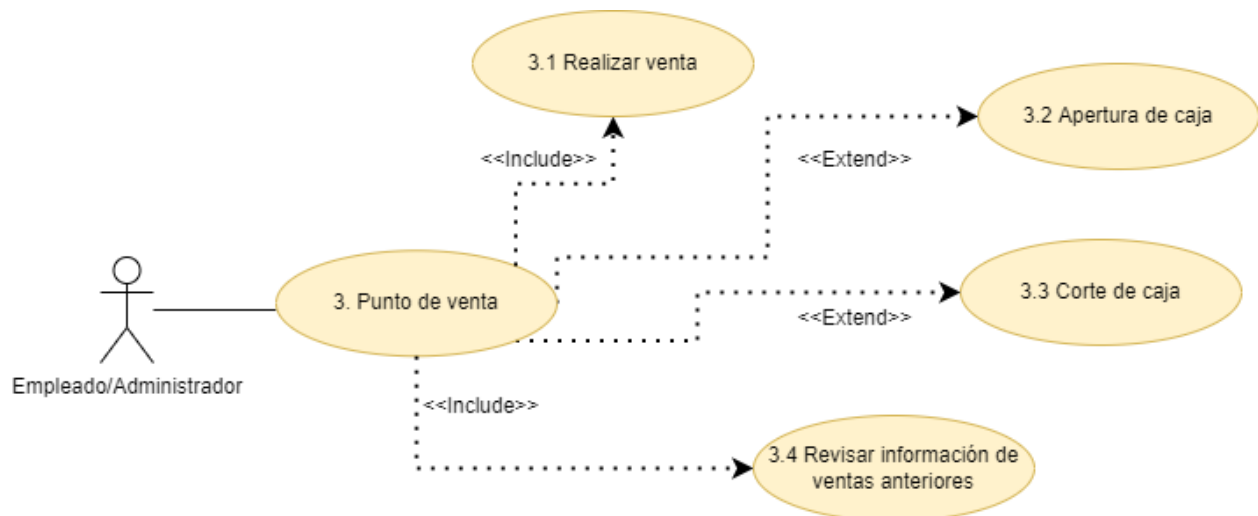 3.1 Realizar venta
3.2 Apertura de caja
<<Include>>
<<Extend>>
3. Punto de venta
3.3 Corte de caja
<<Extend>>
Empleado/Administrador
<<Include>>
3.4 Revisar información de
ventas anteriores